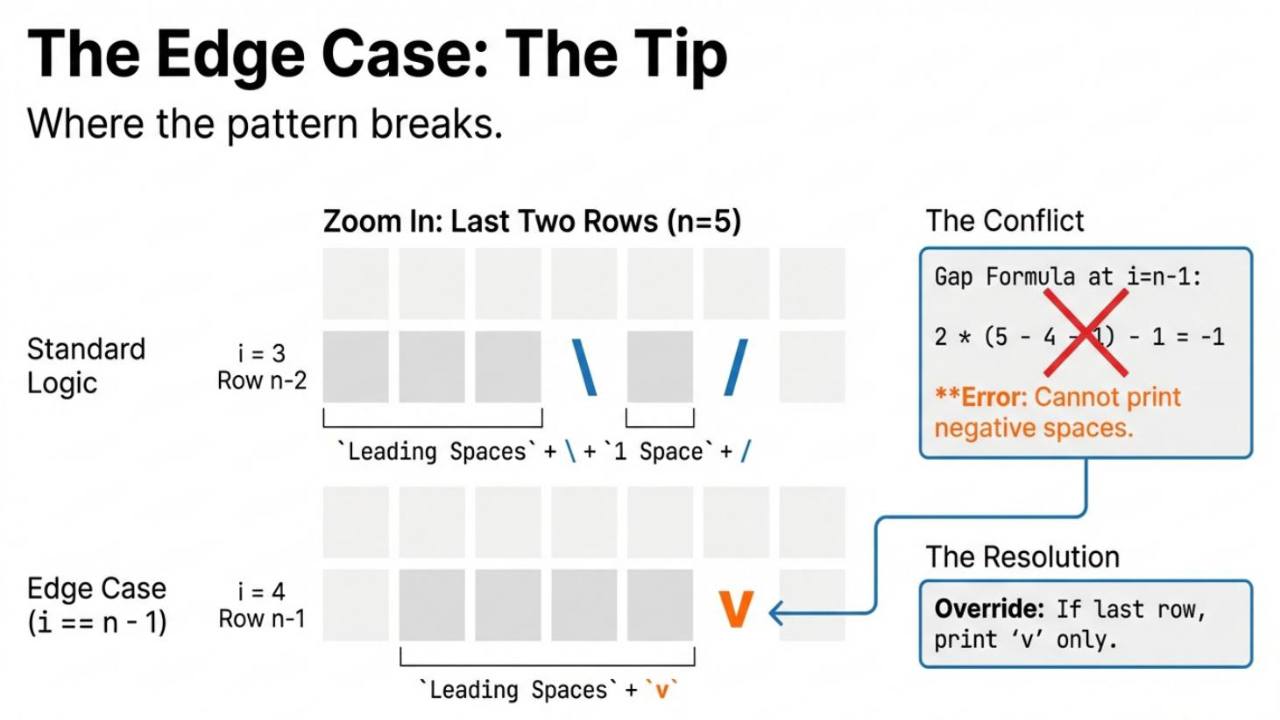 The Edge Case: The Tip
Where the pattern breaks.
Zoom In: Last Two Rows (n=5)
Standard
Logic
i = 3
Row n-2
\ /
`Leading Spaces` + \ + `1 Space` + /
Edge Case
(i == n - 1)
i = 4
Row n-1
v
`Leading Spaces` + `v`
The Conflict
Gap Formula at i=n-1:
2 * (5 - 4 - 1) - 1 = -1
**Error: Cannot print
negative spaces.
The Resolution
Override: If last row,
print ‘v’ only.